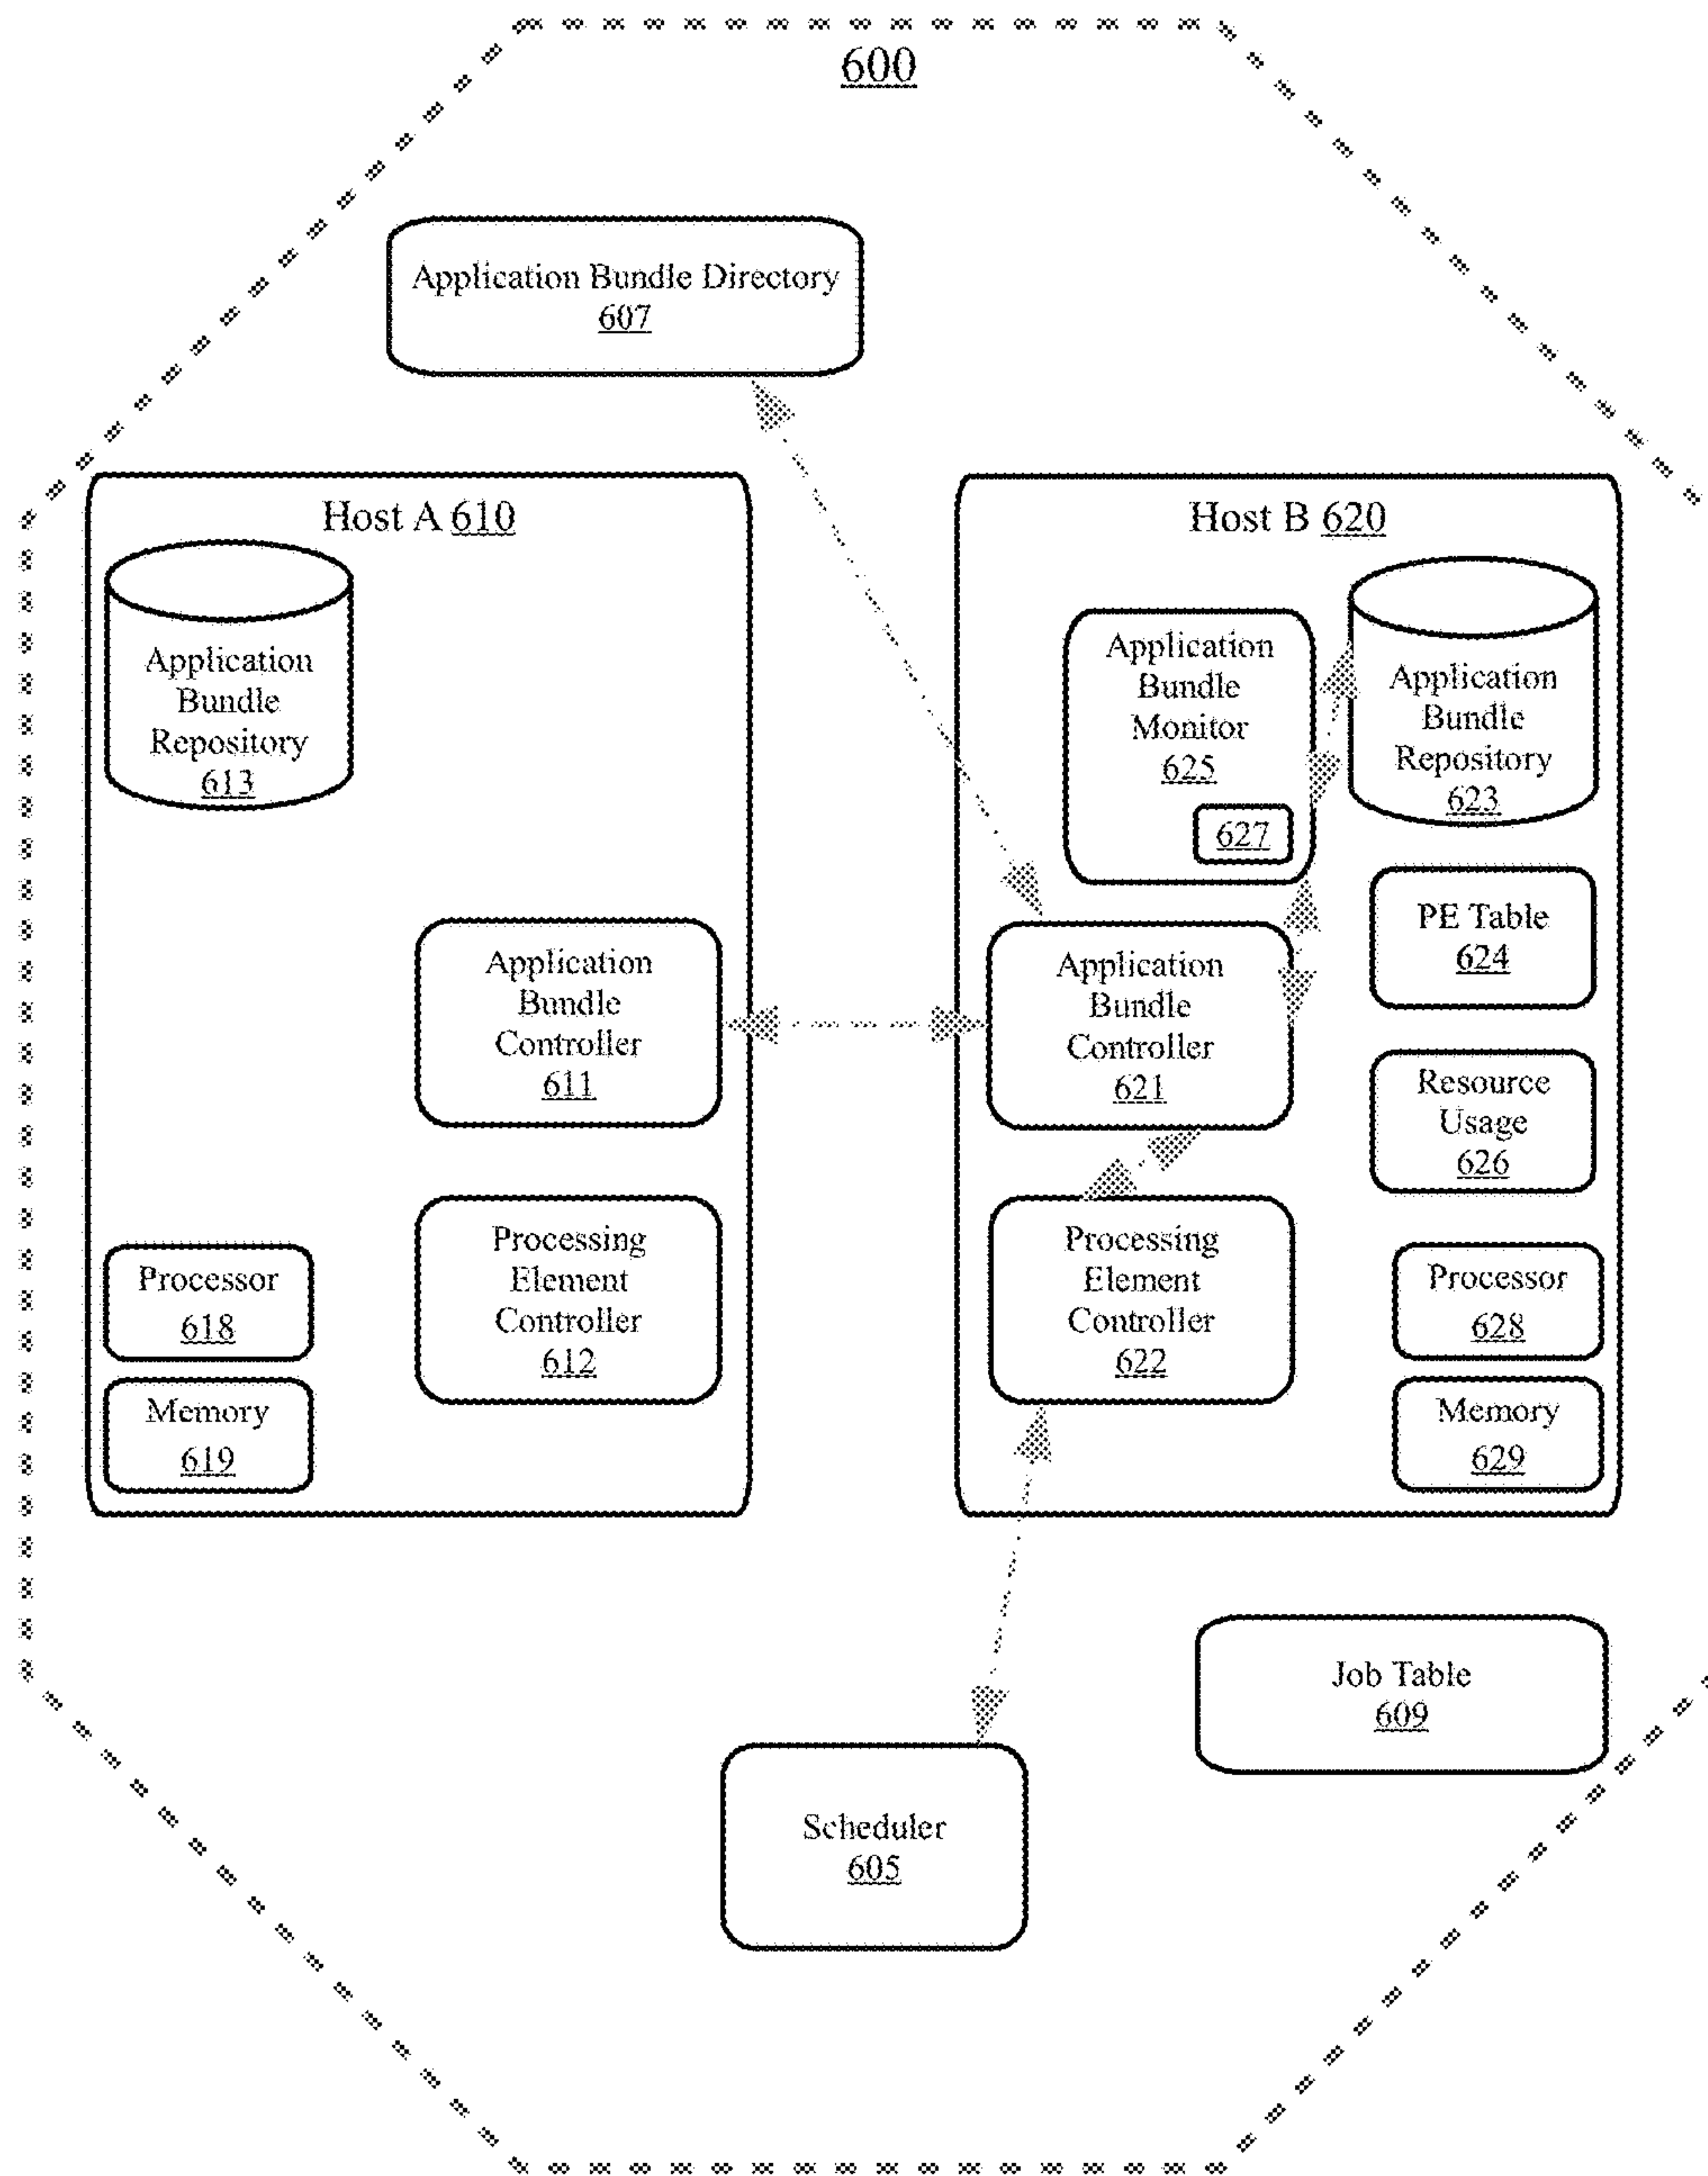 600
Application Bundle Directory
607
Host A 610
Application
Bundle
Repository
613
Application
Bundle
Controller
611
Processing
Element
Controller
612
Processor
618
Memory
619
Host B 620
Application
Bundle
Monitor
625
627
Application
Bundle
Repository
623
PE Table
624
Application
Bundle
Controller
621
Resource
Usage
626
Processing
Element
Controller
622
Processor
628
Memory
629
Job Table
609
Scheduler
605